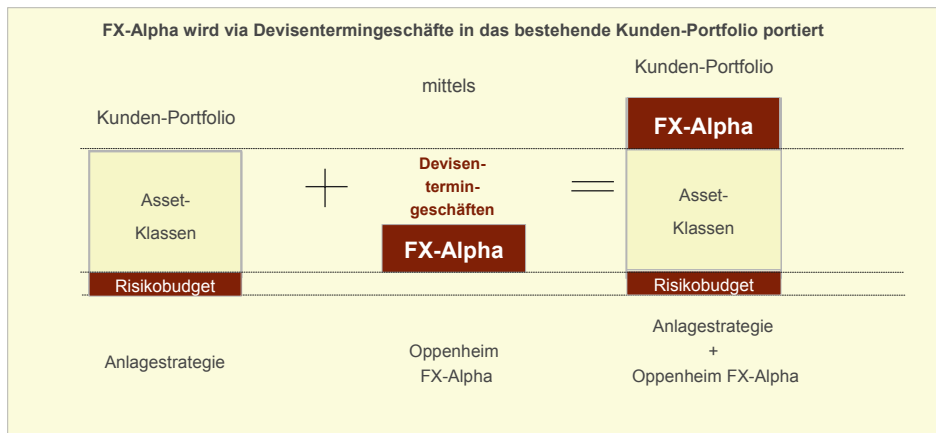 FX-Alpha wird via Devisentermingeschäfte in das bestehende Kunden-Portfolio portiert
Kunden-Portfolio
Asset-
Klassen
Risikobudget
Anlagestrategie
+
mittels
Devisen-
termin-
geschäften
FX-Alpha
Oppenheim
FX-Alpha
=
Kunden-Portfolio
FX-Alpha
Asset-
Klassen
Risikobudget
Anlagestrategie
+
Oppenheim FX-Alpha